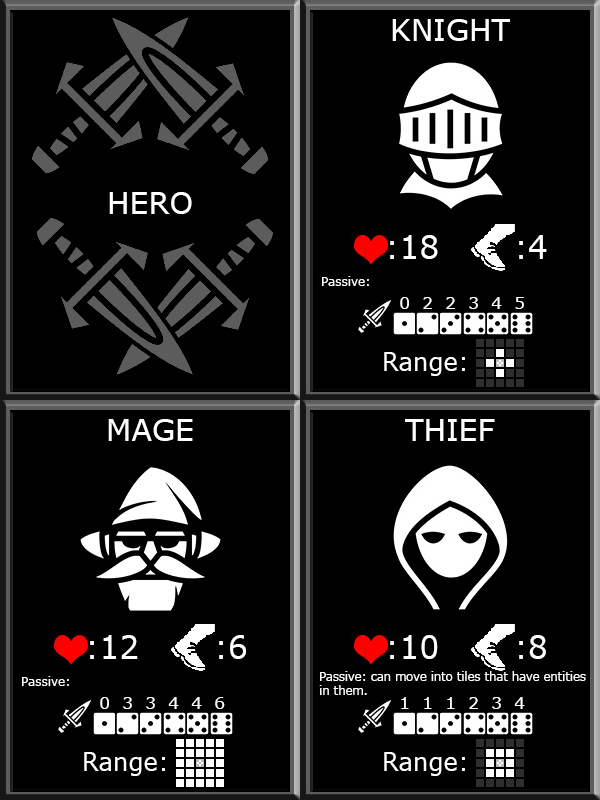 HERO
KNIGHT
:18 :4
Passive:
0 2 2 3 4 5
Range:
MAGE
:12 :6
Passive:
0 3 3 4 4 6
Range:
THIEF
:10 :8
Passive: can move into tiles that have entities
in them.
1 1 1 2 3 4
Range: